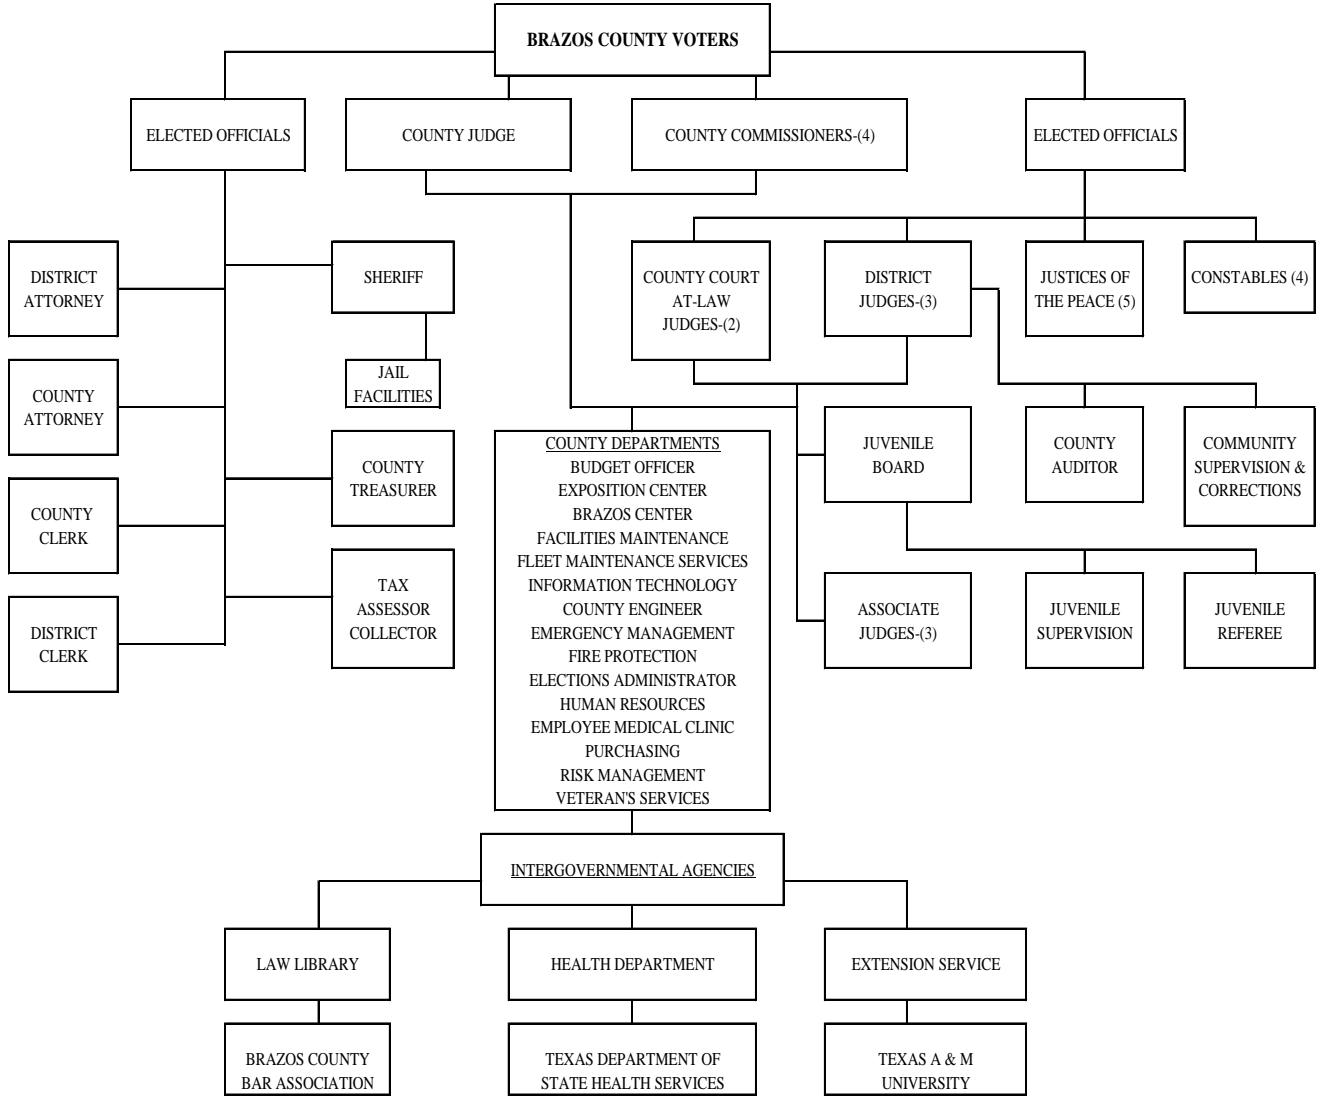 BRAZOS COUNTY VOTERS
ELECTED OFFICIALS
COUNTY JUDGE
COUNTY COMMISSIONERS-(4)
ELECTED OFFICIALS
DISTRICT
ATTORNEY
SHERIFF
COUNTY COURT
AT-LAW
JUDGES-(2)
DISTRICT
JUDGES-(3)
JUSTICES OF
THE PEACE (5)
CONSTABLES (4)
JAIL
FACILITIES
COUNTY
ATTORNEY
COUNTY
TREASURER
COUNTY DEPARTMENTS
BUDGET OFFICER
EXPOSITION CENTER
BRAZOS CENTER
FACILITIES MAINTENANCE
FLEET MAINTENANCE SERVICES
INFORMATION TECHNOLOGY
COUNTY ENGINEER
EMERGENCY MANAGEMENT
FIRE PROTECTION
ELECTIONS ADMINISTRATOR
HUMAN RESOURCES
EMPLOYEE MEDICAL CLINIC
PURCHASING
RISK MANAGEMENT
VETERAN'S SERVICES
JUVENILE
BOARD
COUNTY
AUDITOR
COMMUNITY
SUPERVISION &
CORRECTIONS
COUNTY
CLERK
TAX
ASSESSOR
COLLECTOR
DISTRICT
CLERK
ASSOCIATE
JUDGES-(3)
JUVENILE
SUPERVISION
JUVENILE
REFEREE
INTERGOVERNMENTAL AGENCIES
LAW LIBRARY
HEALTH DEPARTMENT
EXTENSION SERVICE
BRAZOS COUNTY
BAR ASSOCIATION
TEXAS DEPARTMENT OF
STATE HEALTH SERVICES
TEXAS A & M
UNIVERSITY